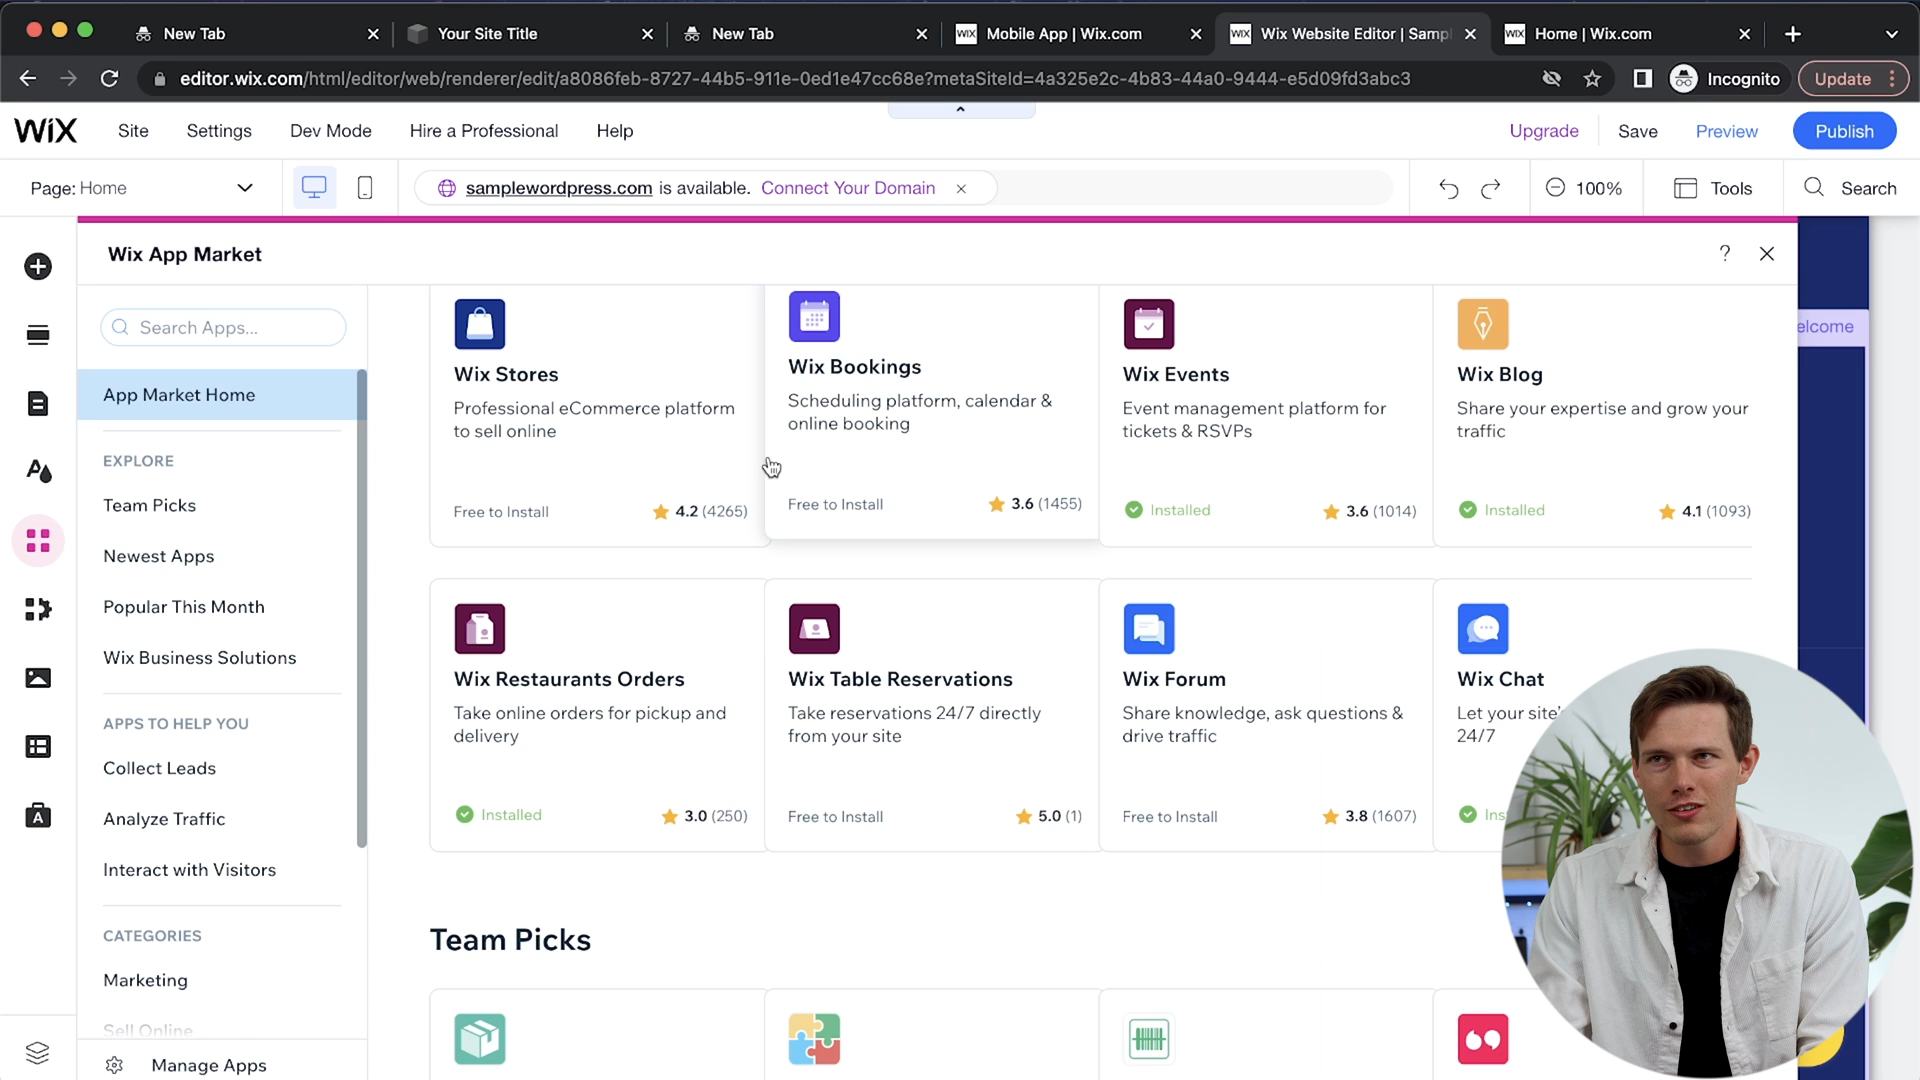 New Tab
Your Site Title
New Tab
WIX Mobile App | Wix.com
WIX Wix Website Editor | Samp
WIX Home | Wix.com
editor.wix.com/html/editor/web/renderer/edit/a8086feb-8727-44b5-911e-0ed1e47cc68e?metaSiteId=4a325e2c-4b83-44a0-9444-e5d09fd3abc3
Incognito
Update
WiX
Site
Settings
Dev Mode
Hire a Professional
Help
Upgrade
Save
Preview
Publish
Page: Home
samplewordpress.com is available. Connect Your Domain
100%
Tools
Search
Wix App Market
?
elcome
Search Apps...
App Market Home
EXPLORE
Team Picks
Newest Apps
Popular This Month
Wix Business Solutions
APPS TO HELP YOU
Collect Leads
Analyze Traffic
Interact with Visitors
CATEGORIES
Marketing
Sell Online
Manage Apps
Wix Stores
Professional eCommerce platform
to sell online
Free to Install
4.2 (4265)
Wix Bookings
Scheduling platform, calendar &
online booking
Free to Install
3.6 (1455)
Wix Events
Event management platform for
tickets & RSVPs
Installed
3.6 (1014)
Wix Blog
Share your expertise and grow your
traffic
Installed
4.1 (1093)
Wix Restaurants Orders
Take online orders for pickup and
delivery
Installed
3.0 (250)
Wix Table Reservations
Take reservations 24/7 directly
from your site
Free to Install
5.0 (1)
Wix Forum
Share knowledge, ask questions &
drive traffic
Free to Install
3.8 (1607)
Wix Chat
Let your site'
24/7
Ins
Team Picks